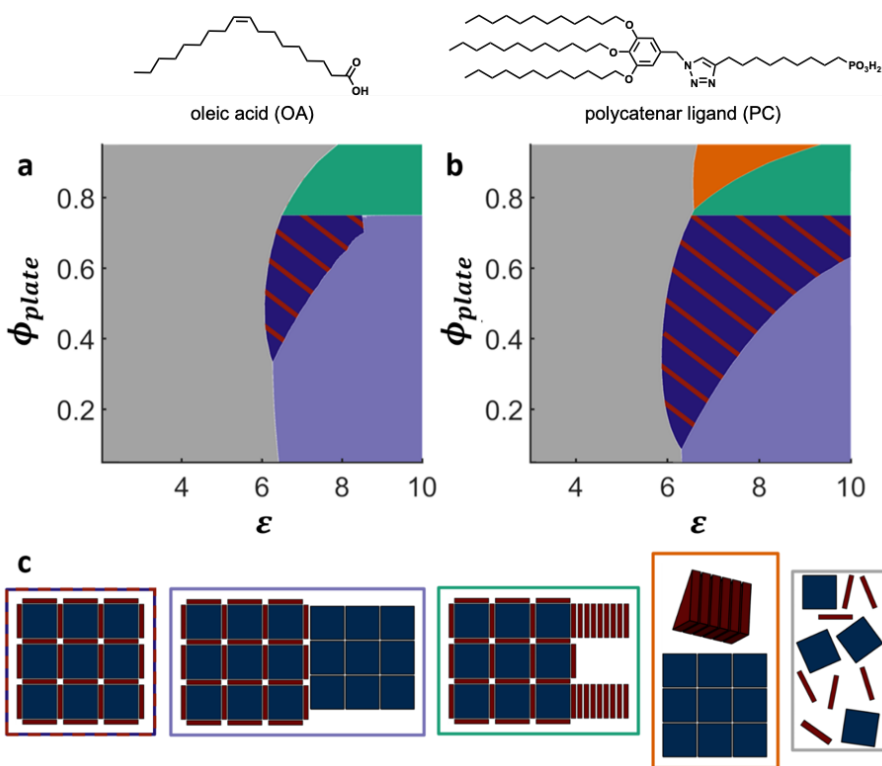 PO₃H₂
O
O
O
O
OH
N
N=N
oleic acid (OA)
polycatenar ligand (PC)
a
b
0.8
0.6
0.4
0.2
ϕplate
4
6
8
10
ε
0.8
0.6
0.4
0.2
ϕplate
4
6
8
10
ε
c